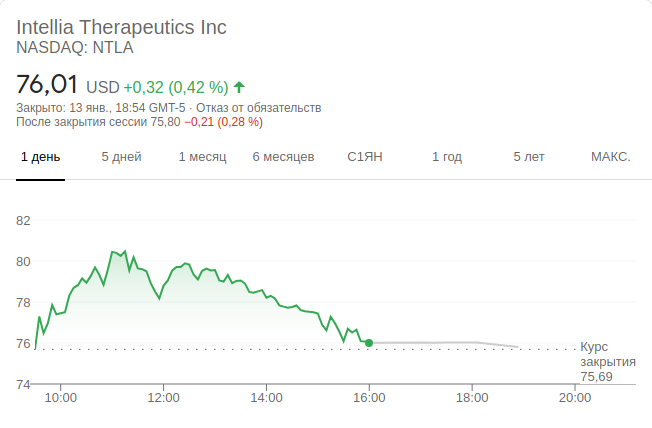 Intellia Therapeutics Inc
NASDAQ: NTLA
76,01 USD +0,32 (0,42 %)
Закрыто: 13 янв., 18:54 GMT-5 · Отказ от обязательств
После закрытия сессии 75,80 −0,21 (0,28 %)
1 день 5 дней 1 месяц 6 месяцев С1ЯН 1 год 5 лет МАКС.
82
80
78
76
Курс
закрытия
75,69
74
10:00 12:00 14:00 16:00 18:00 20:00